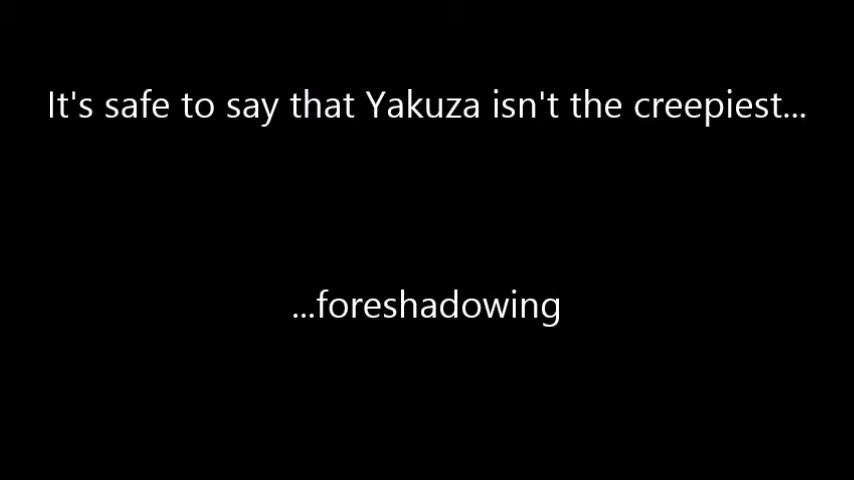 It's safe to say that Yakuza isn't the creepiest...
...foreshadowing